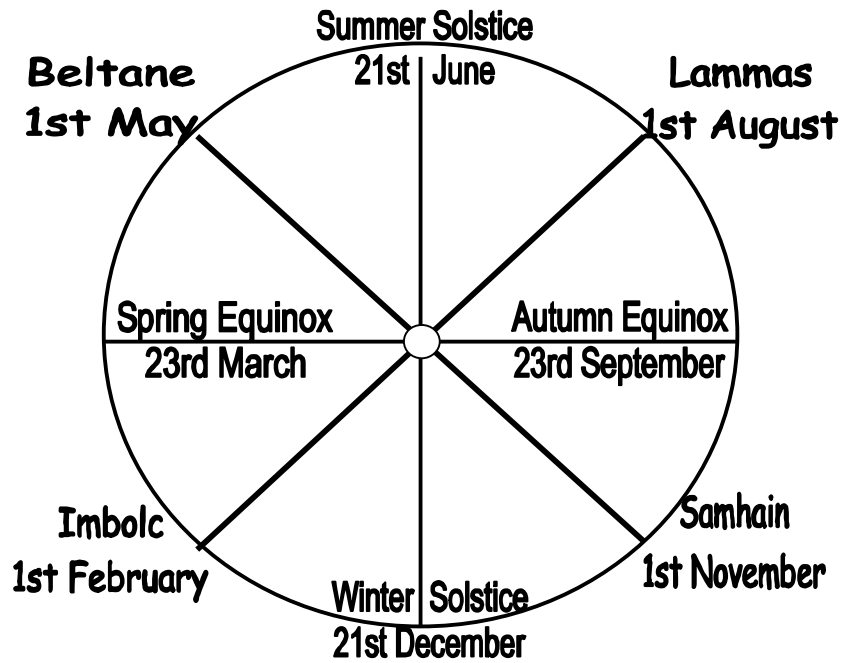 Summer Solstice
21st June
Beltane
1st May
Lammas
1st August
Spring Equinox
23rd March
Autumn Equinox
23rd September
Imbolc
1st February
Samhain
1st November
Winter Solstice
21st December